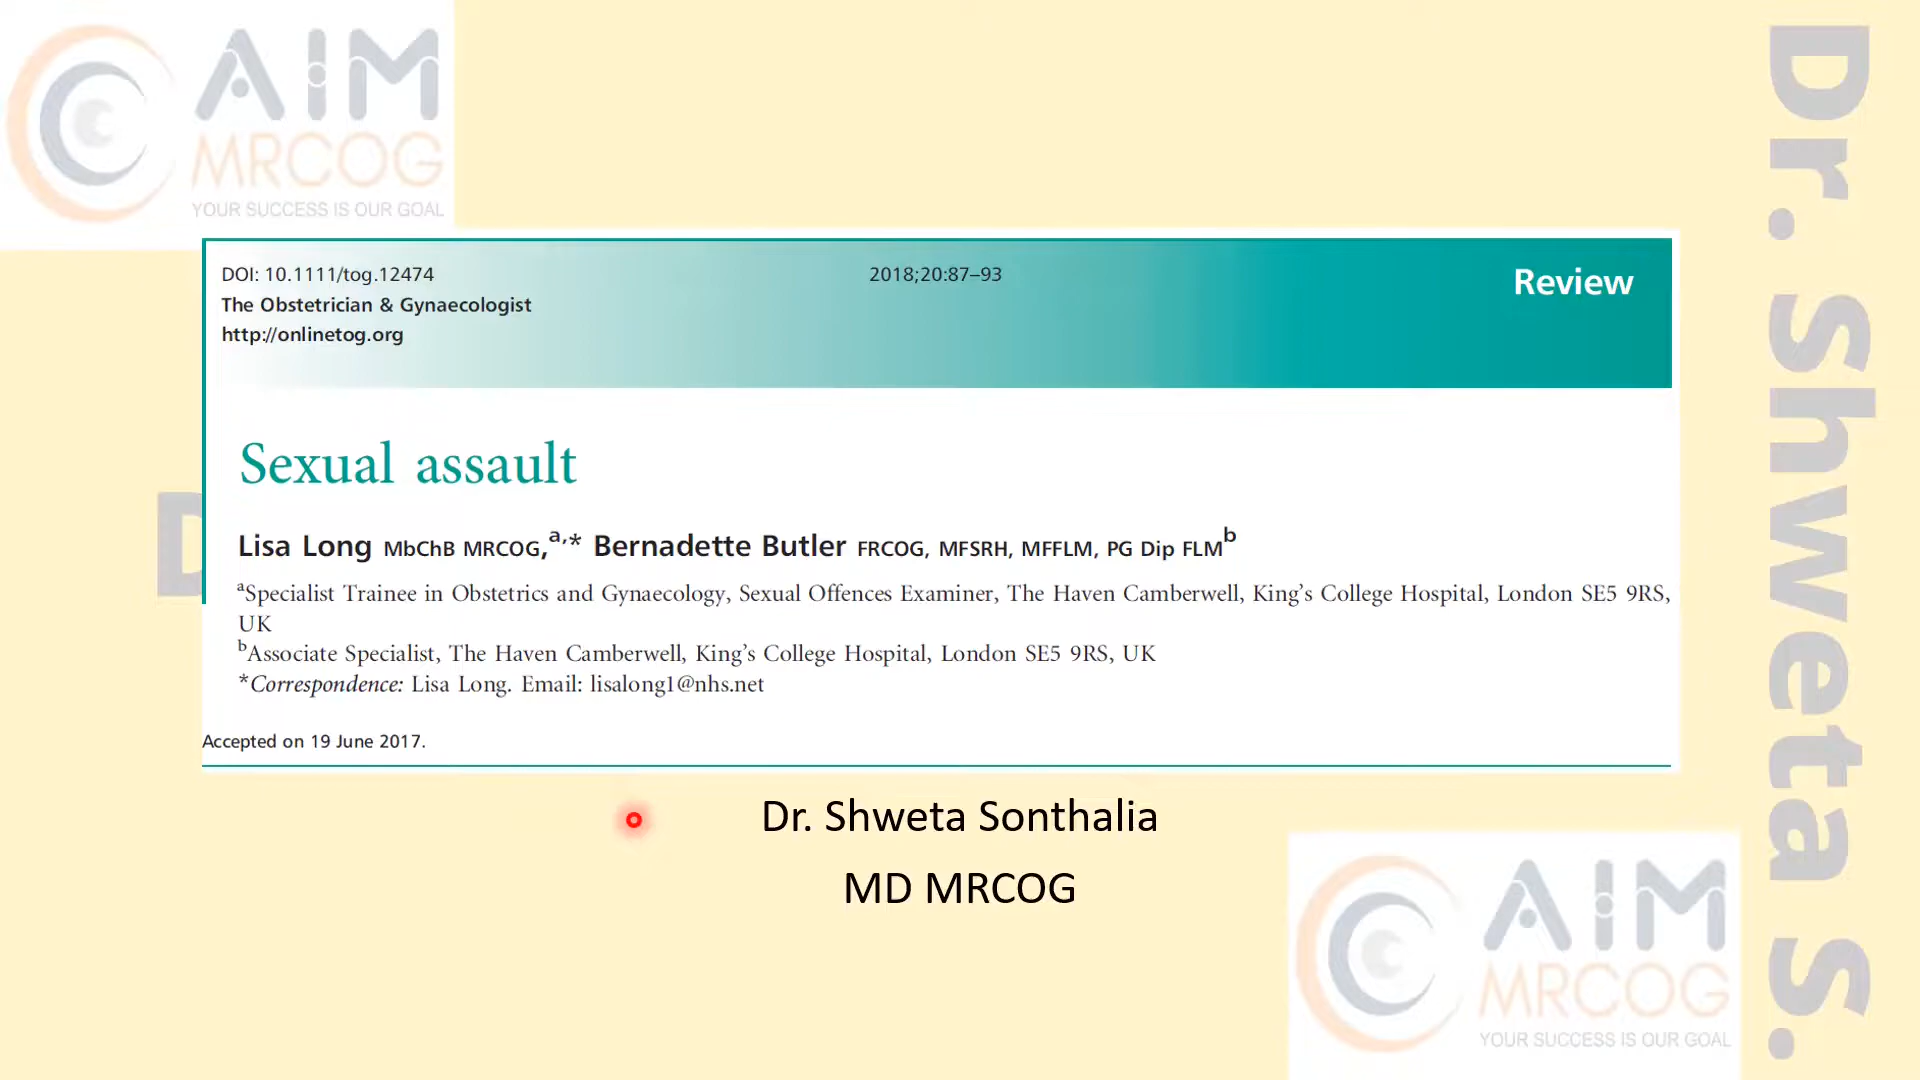 AIM
MRCOG
YOUR SUCCESS IS OUR GOAL
DOI: 10.1111/tog.12474
2018;20:87–93
Review
The Obstetrician & Gynaecologist
http://onlinetog.org
Sexual assault
Lisa Long MbChB MRCOG,a,* Bernadette Butler FRCOG, MFSRH, MFFLM, PG Dip FLMb
aSpecialist Trainee in Obstetrics and Gynaecology, Sexual Offences Examiner, The Haven Camberwell, King's College Hospital, London SE5 9RS,
UK
bAssociate Specialist, The Haven Camberwell, King's College Hospital, London SE5 9RS, UK
*Correspondence: Lisa Long. Email: lisalong1@nhs.net
Accepted on 19 June 2017.
Dr. Shweta Sonthalia
MD MRCOG
AIM
MRCOG
YOUR SUCCESS IS OUR GOAL
Dr. Shweta S.
D